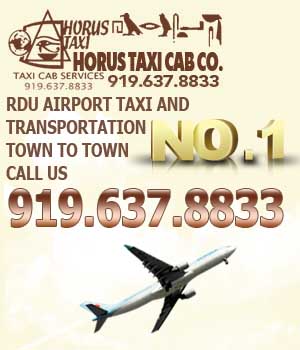 HORUS
TAXI
TAXI CAB SERVICES
919.637.8833
HORUS TAXI CAB CO.
919.637.8833
RDU AIRPORT TAXI AND
TRANSPORTATION
TOWN TO TOWN
CALL US
NO.1
919.637.8833